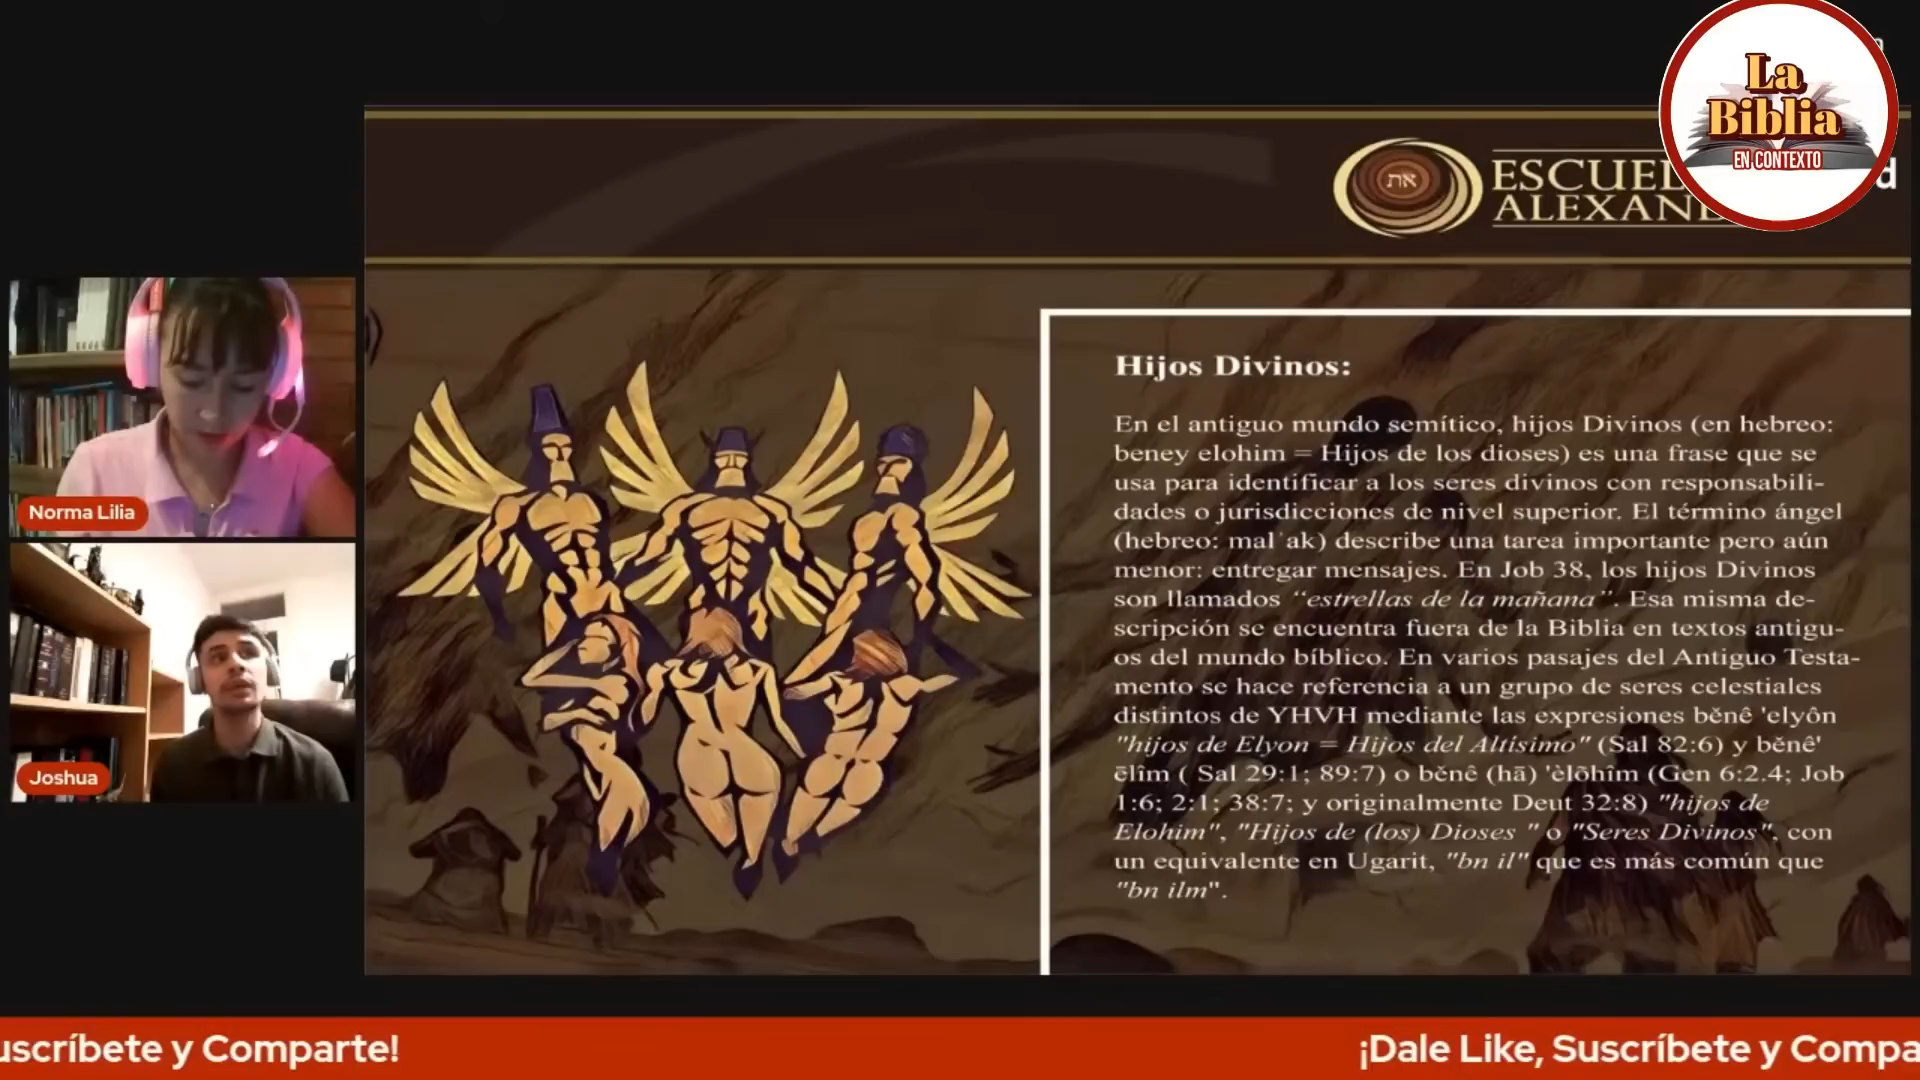 La
Biblia
EN CONTEXTO
את
ESCUEL
ALEXAN
d
Hijos Divinos:
En el antiguo mundo semítico, hijos Divinos (en hebreo:
beney elohim = Hijos de los dioses) es una frase que se
usa para identificar a los seres divinos con responsabili-
dades o jurisdicciones de nivel superior. El término ángel
(hebreo: malʾak) describe una tarea importante pero aún
menor: entregar mensajes. En Job 38, los hijos Divinos
son llamados “estrellas de la mañana”. Esa misma de-
scripción se encuentra fuera de la Biblia en textos antigu-
os del mundo bíblico. En varios pasajes del Antiguo Testa-
mento se hace referencia a un grupo de seres celestiales
distintos de YHVH mediante las expresiones bĕnê 'elyôn
"hijos de Elyon = Hijos del Altísimo" (Sal 82:6) y bĕnê'
ēlîm ( Sal 29:1; 89:7) o bĕnê (hā) 'ĕlōhîm (Gen 6:2.4; Job
1:6; 2:1; 38:7; y originalmente Deut 32:8) "hijos de
Elohim", "Hijos de (los) Dioses " o "Seres Divinos", con
un equivalente en Ugarit, "bn il" que es más común que
"bn ilm".
Norma Lilia
Joshua
uscríbete y Comparte!
¡Dale Like, Suscríbete y Compa